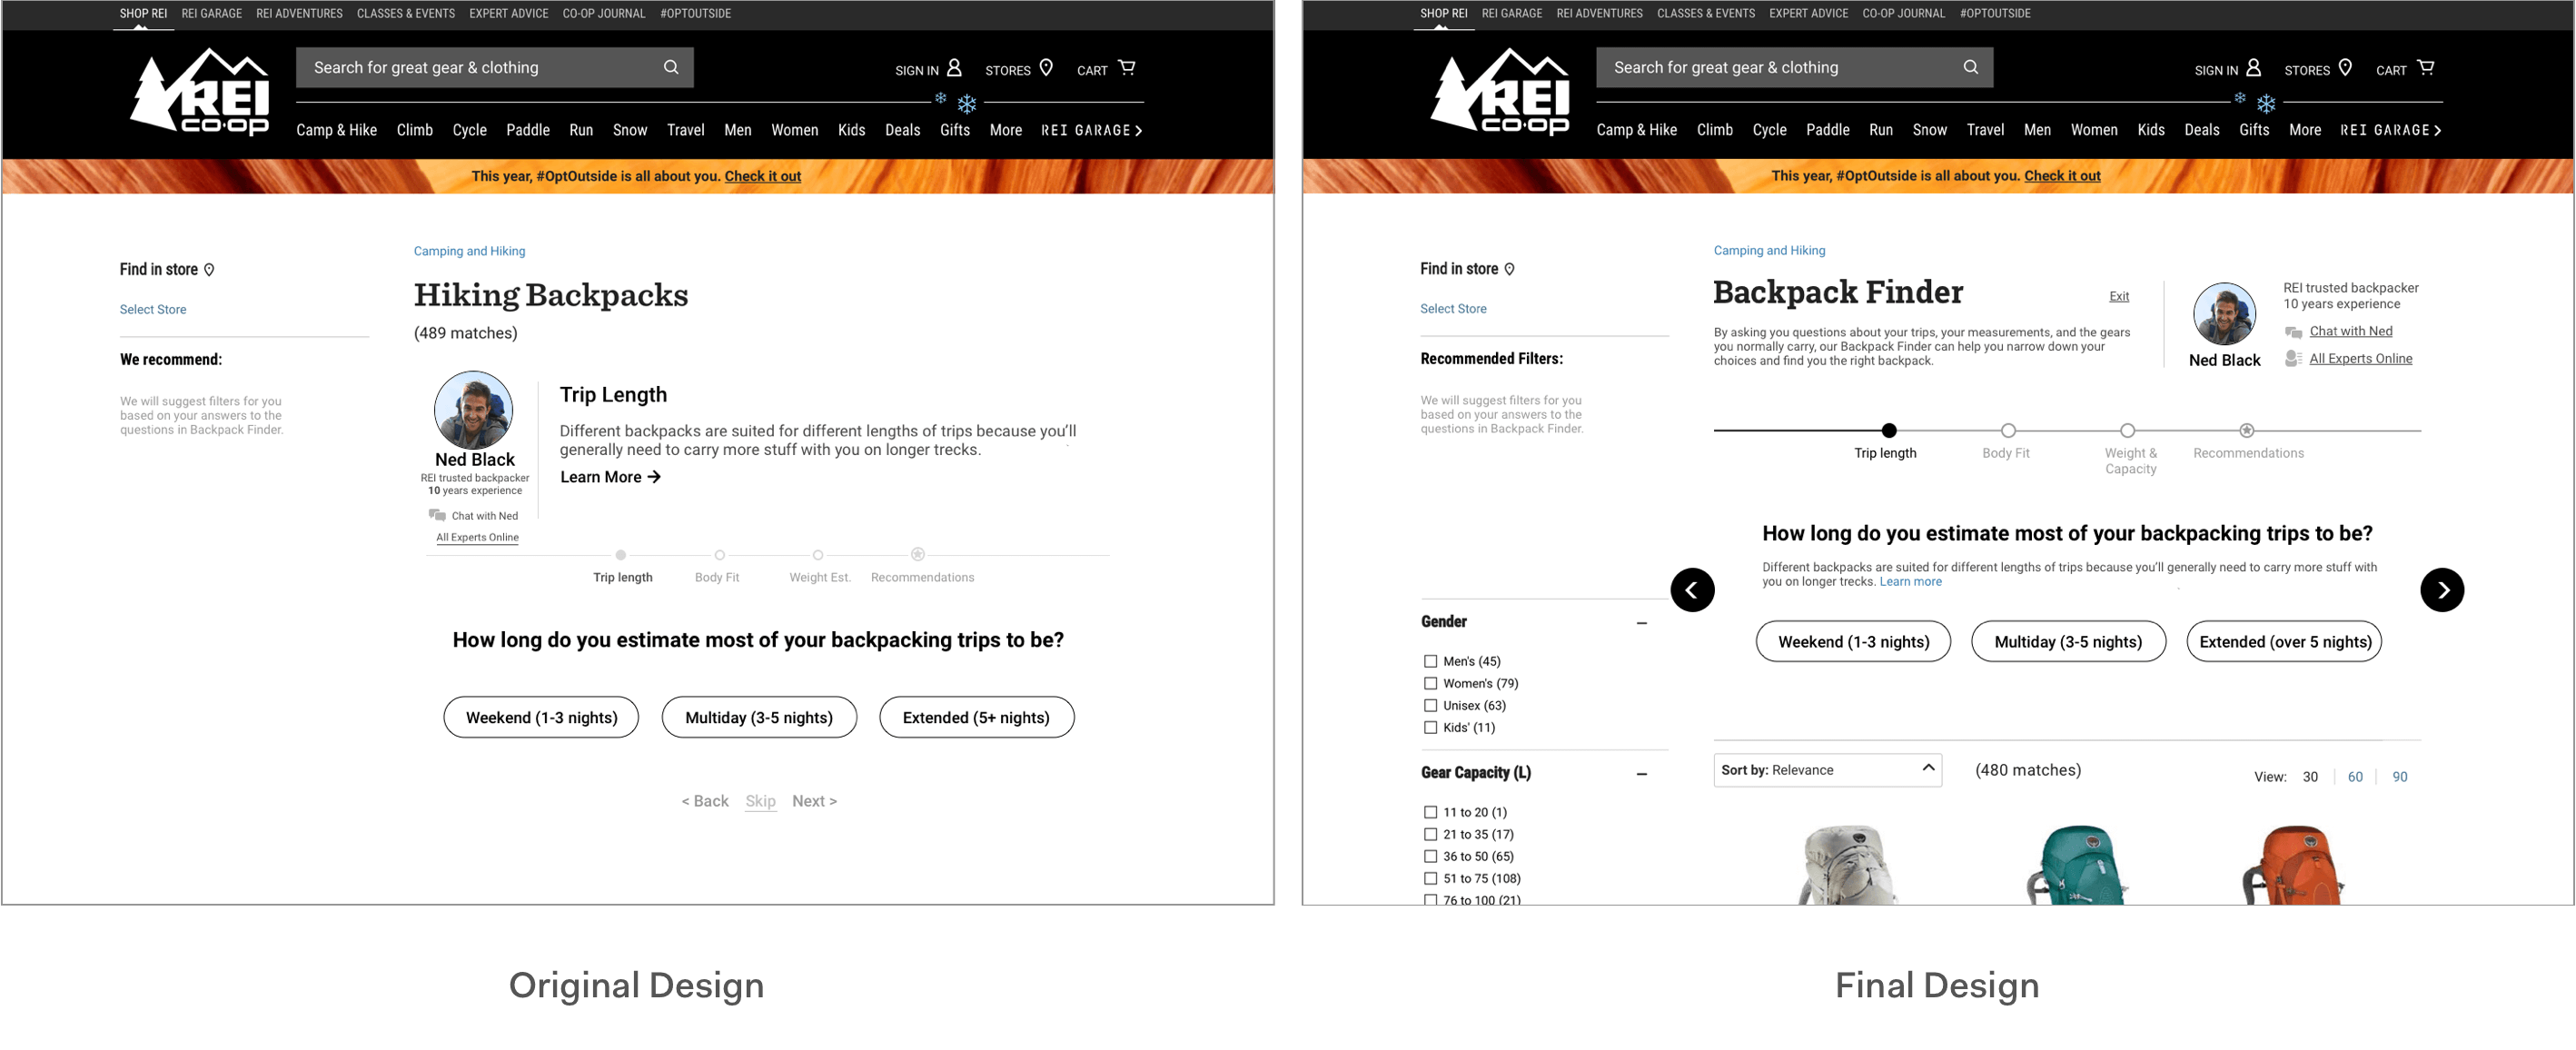 SHOP REI REI GARAGE REI ADVENTURES CLASSES & EVENTS EXPERT ADVICE CO-OP JOURNAL #OPTOUTSIDE
REI
CO·OP
Search for great gear & clothing
SIGN IN STORES CART
Camp & Hike Climb Cycle Paddle Run Snow Travel Men Women Kids Deals Gifts More REI GARAGE >
This year, #OptOutside is all about you. Check it out
Find in store
Select Store
We recommend:
We will suggest filters for you
based on your answers to the
questions in Backpack Finder.
Camping and Hiking
Hiking Backpacks
(489 matches)
Ned Black
REI trusted backpacker
10 years experience
Chat with Ned
All Experts Online
Trip Length
Different backpacks are suited for different lengths of trips because you'll
generally need to carry more stuff with you on longer trecks.
Learn More →
Trip length Body Fit Weight Est. Recommendations
How long do you estimate most of your backpacking trips to be?
Weekend (1-3 nights) Multiday (3-5 nights) Extended (5+ nights)
< Back Skip Next >
Original Design
SHOP REI REI GARAGE REI ADVENTURES CLASSES & EVENTS EXPERT ADVICE CO-OP JOURNAL #OPTOUTSIDE
REI
CO·OP
Search for great gear & clothing
SIGN IN STORES CART
Camp & Hike Climb Cycle Paddle Run Snow Travel Men Women Kids Deals Gifts More REI GARAGE >
This year, #OptOutside is all about you. Check it out
Find in store
Select Store
Recommended Filters:
We will suggest filters for you
based on your answers to the
questions in Backpack Finder.
Gender –
Men's (45)
Women's (79)
Unisex (63)
Kids' (11)
Gear Capacity (L) –
11 to 20 (1)
21 to 35 (17)
36 to 50 (65)
51 to 75 (108)
76 to 100 (21)
Camping and Hiking
Backpack Finder
Exit
By asking you questions about your trips, your measurements, and the gears
you normally carry, our Backpack Finder can help you narrow down your
choices and find you the right backpack.
Ned Black
REI trusted backpacker
10 years experience
Chat with Ned
All Experts Online
Trip length Body Fit Weight & Recommendations
Capacity
How long do you estimate most of your backpacking trips to be?
Different backpacks are suited for different lengths of trips because you'll generally need to carry more stuff with
you on longer trecks. Learn more
Weekend (1-3 nights) Multiday (3-5 nights) Extended (over 5 nights)
Sort by: Relevance (480 matches) View: 30 60 90
Final Design